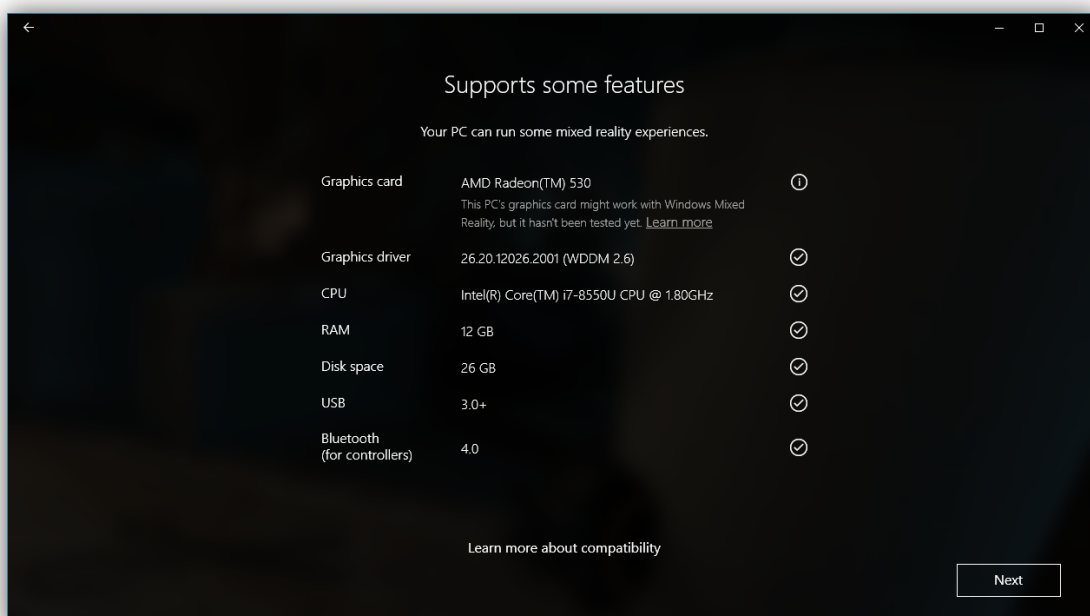 Supports some features
Your PC can run some mixed reality experiences.
Graphics card
AMD Radeon(TM) 530
This PC's graphics card might work with Windows Mixed
Reality, but it hasn't been tested yet. Learn more
Graphics driver
26.20.12026.2001 (WDDM 2.6)
CPU
Intel(R) Core(TM) i7-8550U CPU @ 1.80GHz
RAM
12 GB
Disk space
26 GB
USB
3.0+
Bluetooth
(for controllers)
4.0
Learn more about compatibility
Next